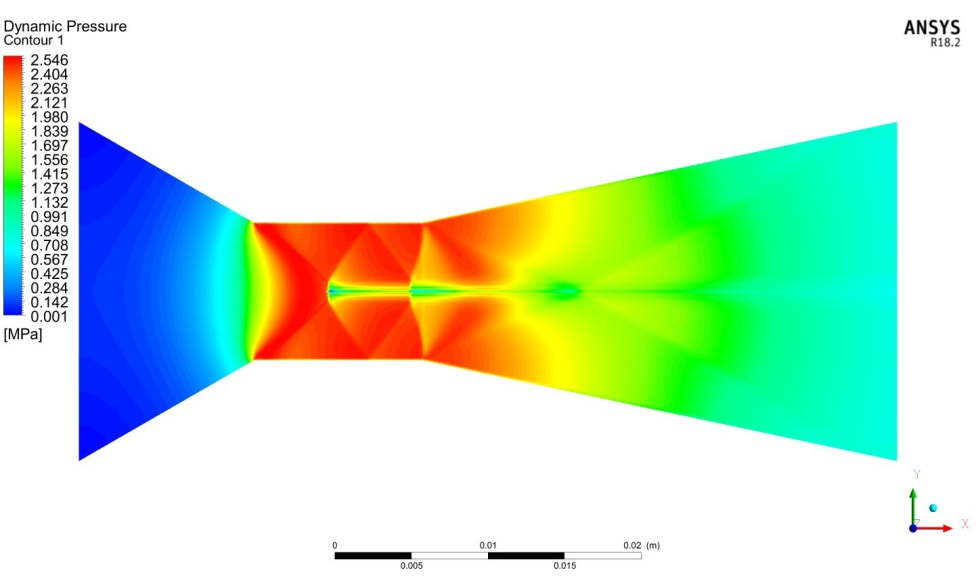 Dynamic Pressure
Contour 1
2.546
2.404
2.263
2.121
1.980
1.839
1.697
1.556
1.415
1.273
1.132
0.991
0.849
0.708
0.567
0.425
0.284
0.142
0.001
[MPa]
ANSYS
R18.2
Y
Z
X
0 0.01 0.02 (m)
0.005 0.015